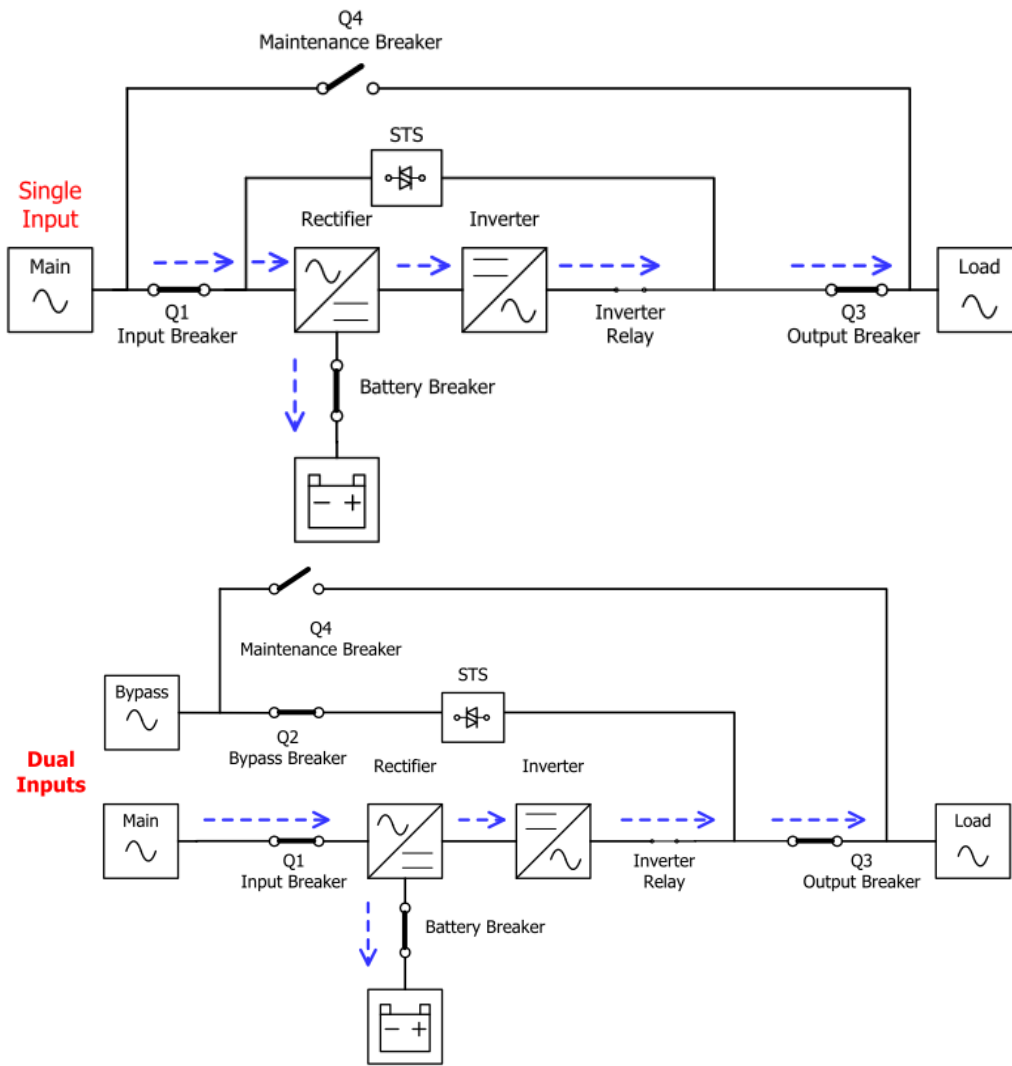 Q4
Maintenance Breaker
STS
Single
Input
Rectifier
Inverter
Main
Load
Q1
Input Breaker
Inverter
Relay
Q3
Output Breaker
Battery Breaker
− +
Q4
Maintenance Breaker
STS
Bypass
Q2
Bypass Breaker
Dual
Inputs
Rectifier
Inverter
Main
Load
Q1
Input Breaker
Inverter
Relay
Q3
Output Breaker
Battery Breaker
− +